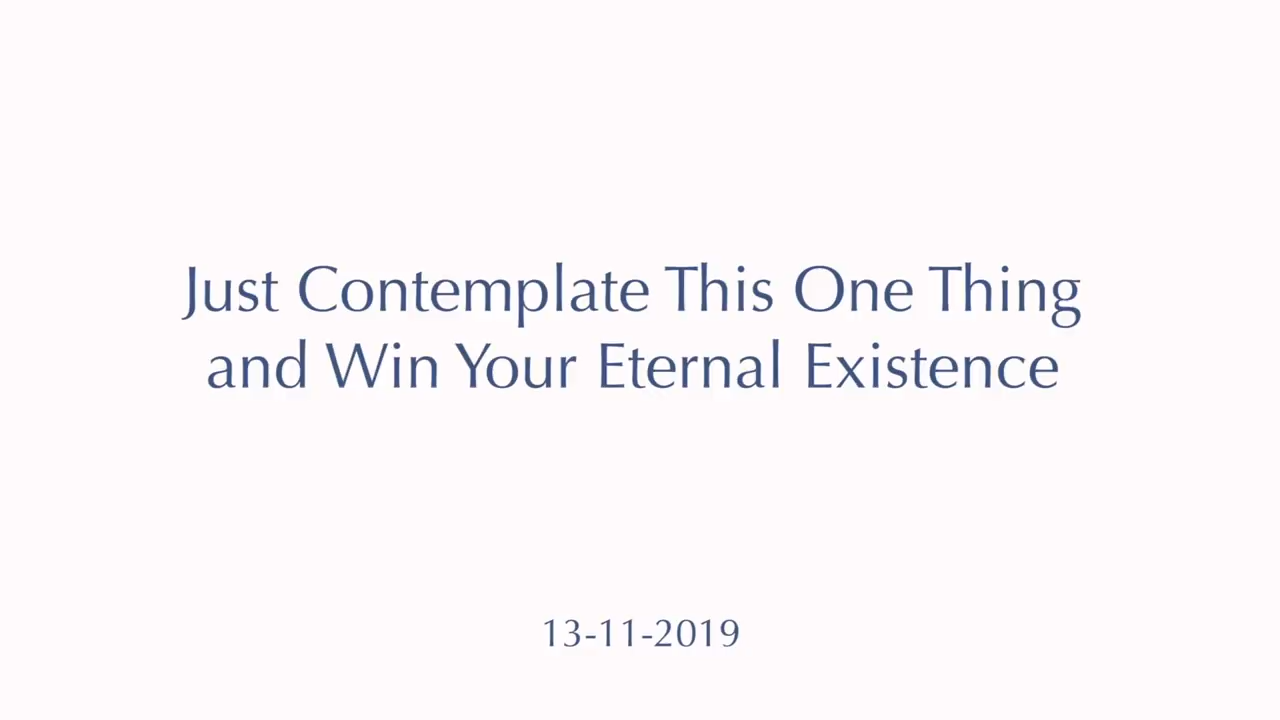 Just Contemplate This One Thing
and Win Your Eternal Existence
13-11-2019